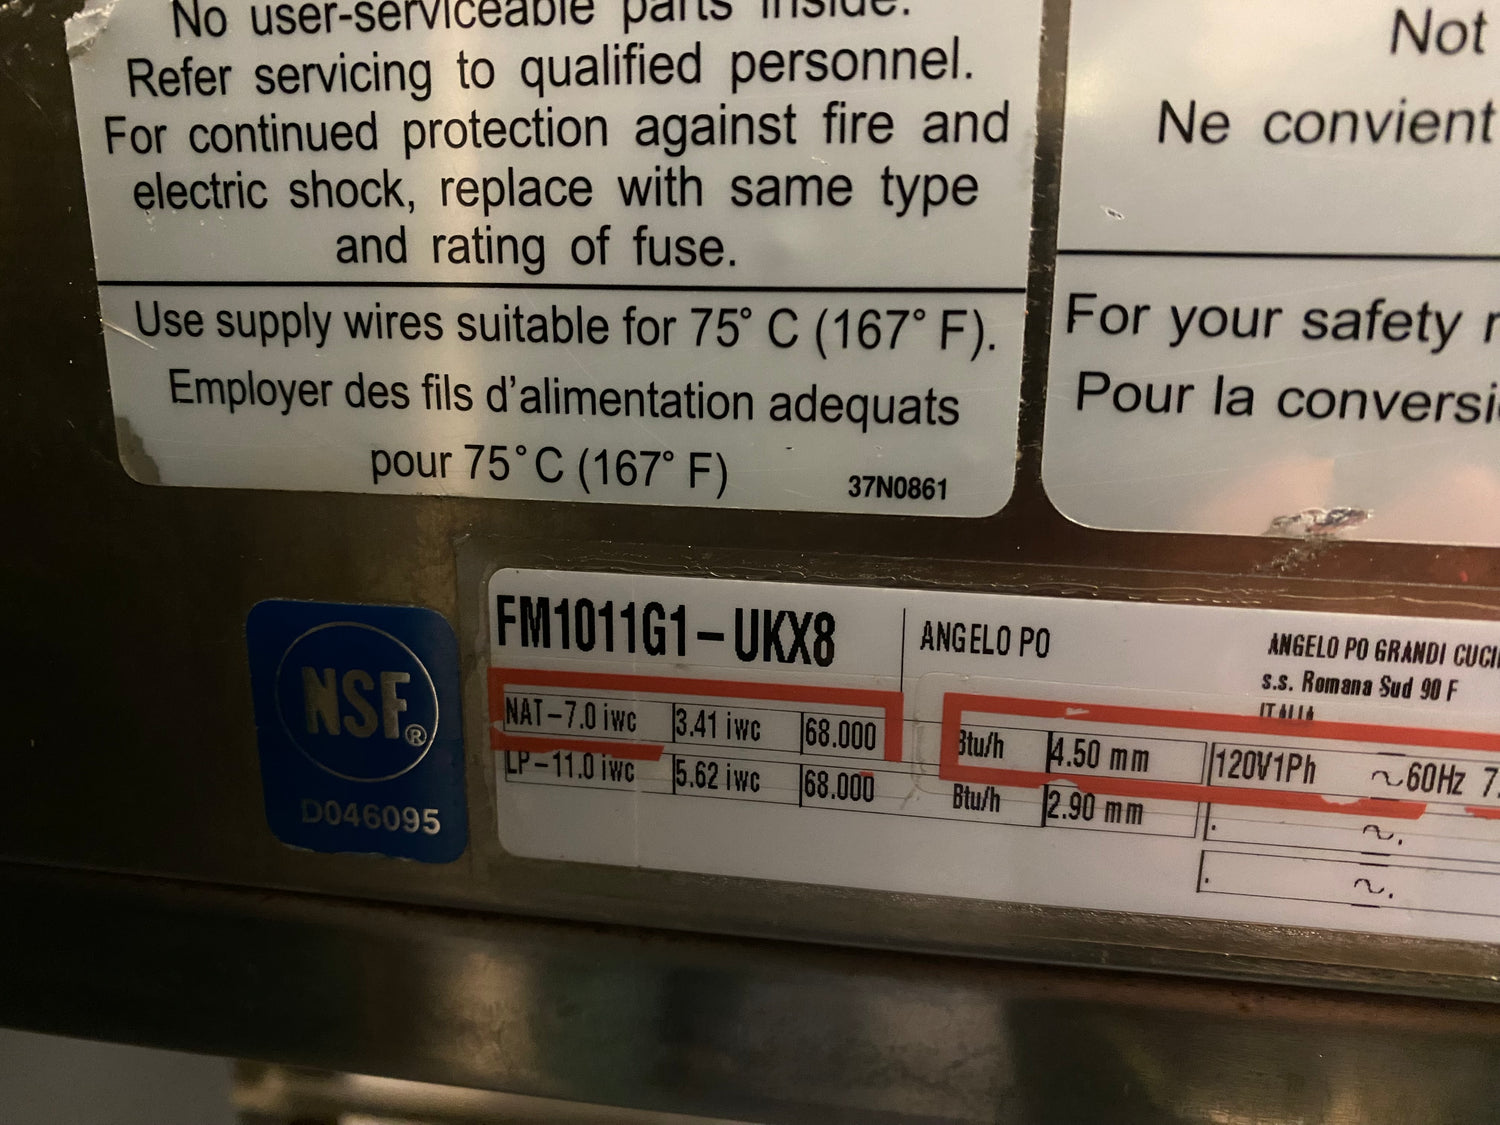 No user-serviceable parts inside.
Refer servicing to qualified personnel.
For continued protection against fire and
electric shock, replace with same type
and rating of fuse.
Use supply wires suitable for 75° C (167° F).
Employer des fils d'alimentation adequats
pour 75° C (167° F)
37N0861
Not
Ne convient
For your safety
Pour la
NSF®
D046095
FM1011G1-UKX8
ANGELO PO
ANGELO PO GRANDI
s.s. Romana Sud 90 F
ITALIA
NAT-7.0 iwc 3.41 iwc 68.000 Btu/h 4.50 mm 120V1Ph ~60Hz
LP-11.0 iwc 5.62 iwc 68.000 Btu/h 2.90 mm . ~.
. ~.